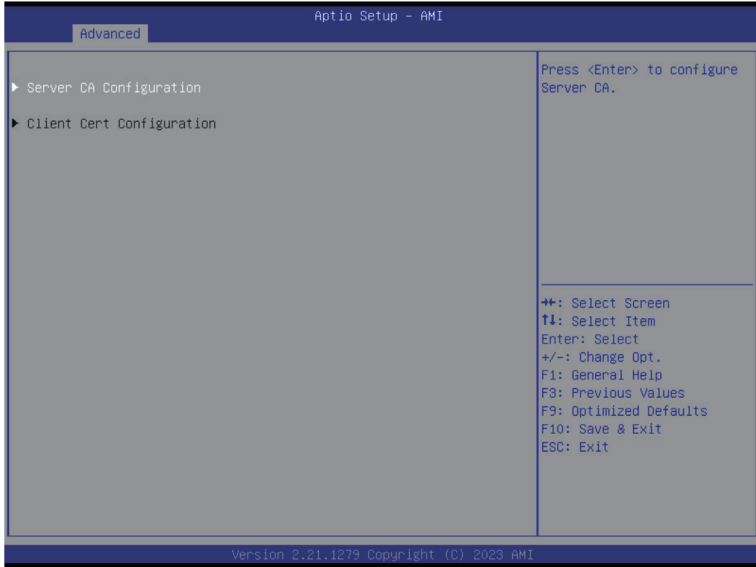 Aptio Setup – AMI
Advanced
▶ Server CA Configuration
▶ Client Cert Configuration
Press <Enter> to configure
Server CA.
→←: Select Screen
↑↓: Select Item
Enter: Select
+/-: Change Opt.
F1: General Help
F3: Previous Values
F9: Optimized Defaults
F10: Save & Exit
ESC: Exit
Version 2.21.1279 Copyright (C) 2023 AMI